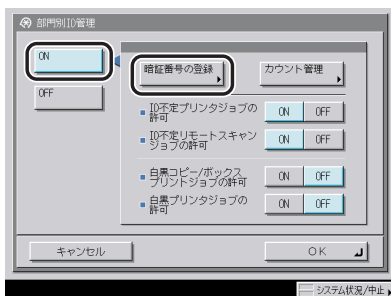 部門別ID管理
ON
OFF
暗証番号の登録
カウント管理
ID不定プリンタジョブの
許可
ON
OFF
ID不定リモートスキャン
ジョブの許可
ON
OFF
白黒コピー/ボックス
プリントジョブの許可
ON
OFF
白黒プリンタジョブの
許可
ON
OFF
キャンセル
OK
システム状況/中止